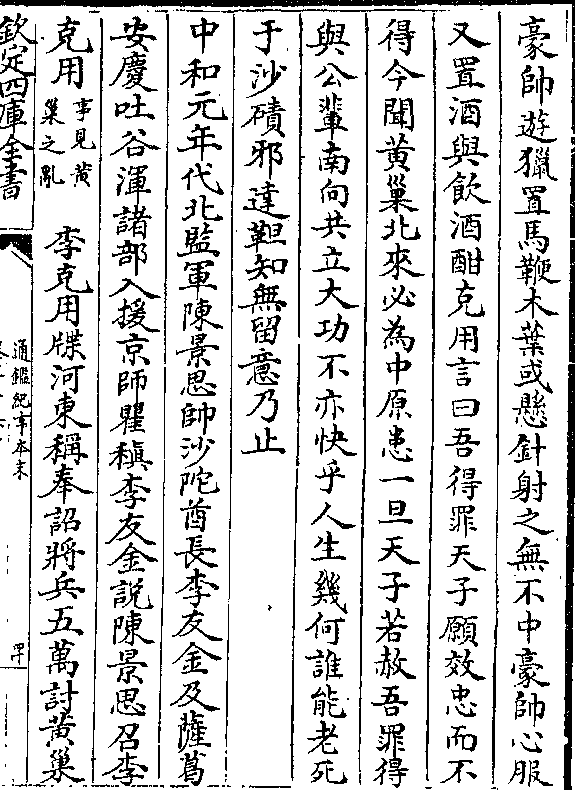 豪帥遊獵置馬鞭木葉或懸針射之無不中豪帥心服
又置酒與飲酒酣克用言曰吾得罪天子願效忠而不
得今聞黃巢北來必為中原患一旦天子若赦吾罪得
與公輩南向共立大功不亦快乎人生幾何誰能老死
于沙磧邪達靼知無留意乃止
中和元年代北監軍陳景思帥沙陀酋長李友金及薩葛
安慶吐谷渾諸部入援京師瞿稹李友金說陳景思召李
克用事見黃巢之亂 李克用牒河東稱奉詔將兵五萬討黃巢
欽定四庫全書
通鑑紀事本末